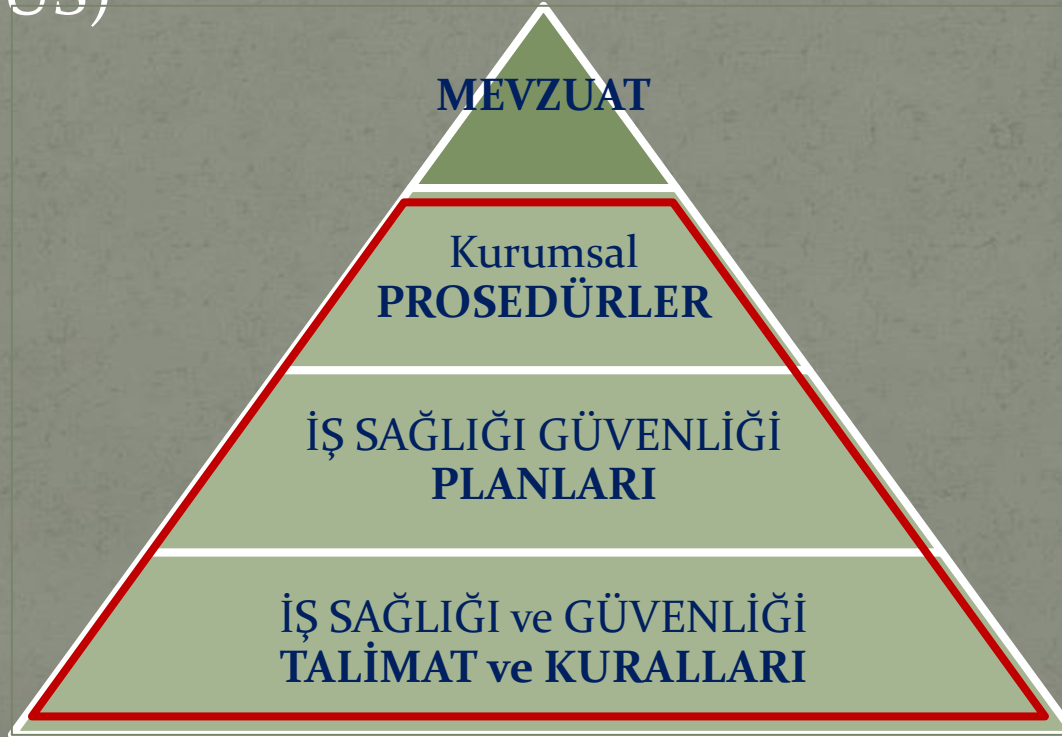 MEVZUAT
Kurumsal
PROSEDÜRLER
İŞ SAĞLIĞI GÜVENLİĞİ
PLANLARI
İŞ SAĞLIĞI ve GÜVENLİĞİ
TALİMAT ve KURALLARI